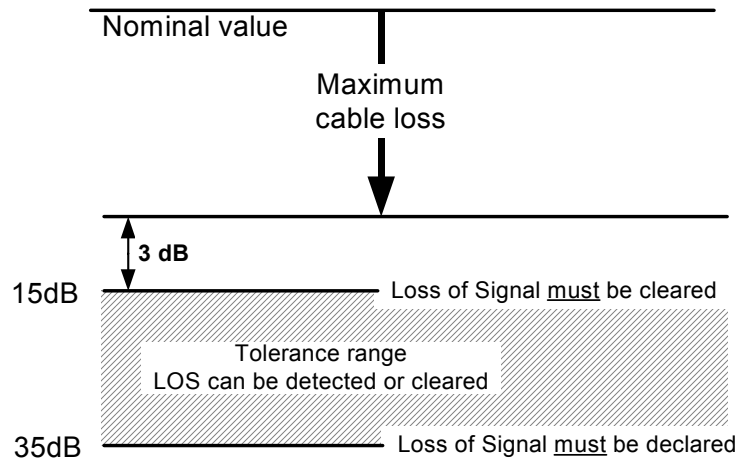 Nominal value
Maximum
cable loss
3 dB
15dB
Loss of Signal must be cleared
Tolerance range
LOS can be detected or cleared
35dB
Loss of Signal must be declared